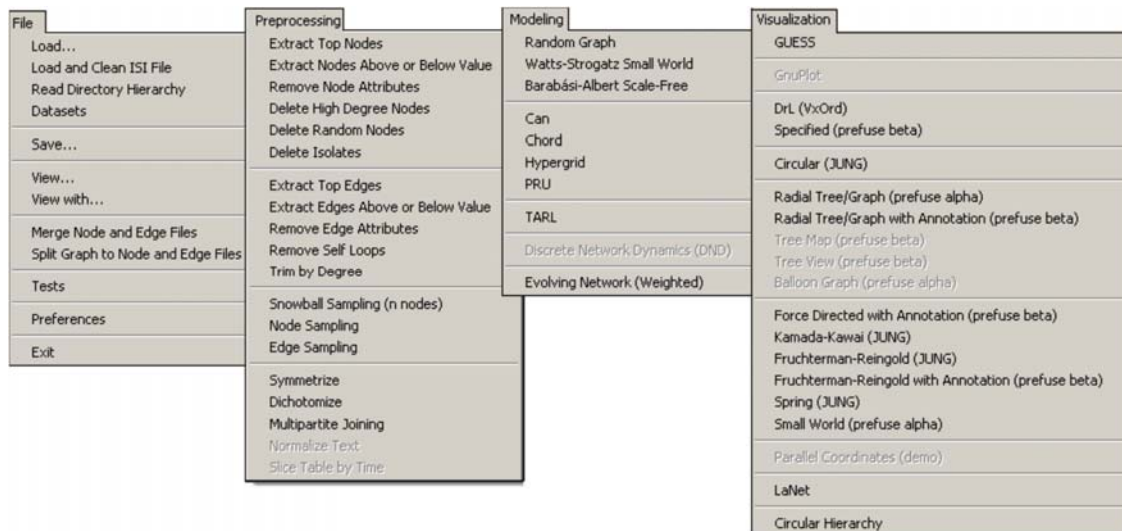 File
Load...
Load and Clean ISI File
Read Directory Hierarchy
Datasets
Save...
View...
View with...
Merge Node and Edge Files
Split Graph to Node and Edge Files
Tests
Preferences
Exit
Preprocessing
Extract Top Nodes
Extract Nodes Above or Below Value
Remove Node Attributes
Delete High Degree Nodes
Delete Random Nodes
Delete Isolates
Extract Top Edges
Extract Edges Above or Below Value
Remove Edge Attributes
Remove Self Loops
Trim by Degree
Snowball Sampling (n nodes)
Node Sampling
Edge Sampling
Symmetrize
Dichotomize
Multipartite Joining
Normalize Text
Slice Table by Time
Modeling
Random Graph
Watts-Strogatz Small World
Barabási-Albert Scale-Free
Can
Chord
Hypergrid
PRU
TARL
Discrete Network Dynamics (DND)
Evolving Network (Weighted)
Visualization
GUESS
GnuPlot
DrL (VxOrd)
Specified (prefuse beta)
Circular (JUNG)
Radial Tree/Graph (prefuse alpha)
Radial Tree/Graph with Annotation (prefuse beta)
Tree Map (prefuse beta)
Tree View (prefuse beta)
Balloon Graph (prefuse alpha)
Force Directed with Annotation (prefuse beta)
Kamada-Kawai (JUNG)
Fruchterman-Reingold (JUNG)
Fruchterman-Reingold with Annotation (prefuse beta)
Spring (JUNG)
Small World (prefuse alpha)
Parallel Coordinates (demo)
LaNet
Circular Hierarchy